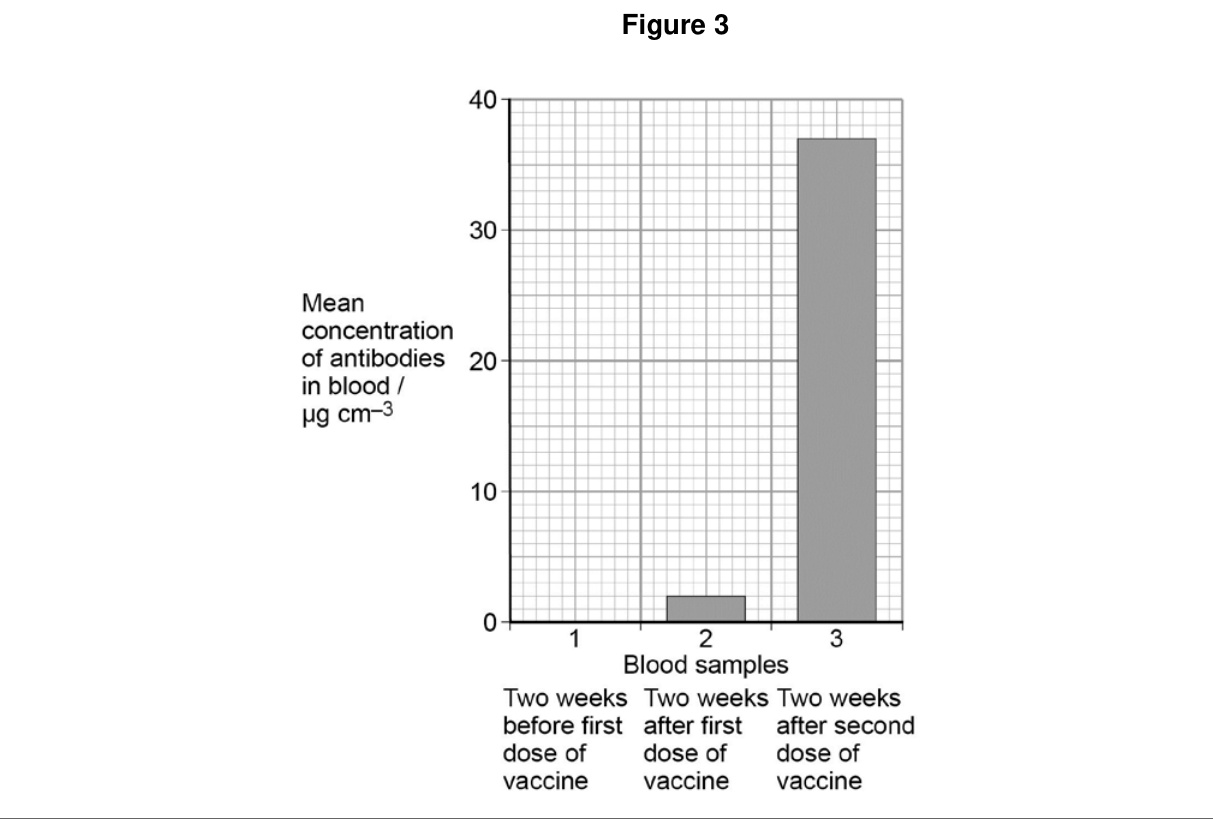 Figure 3
40
30
20
10
0
Mean
concentration
of antibodies
in blood /
µg cm–3
1 2 3
Blood samples
Two weeks Two weeks Two weeks
before first after first after second
dose of dose of dose of
vaccine vaccine vaccine